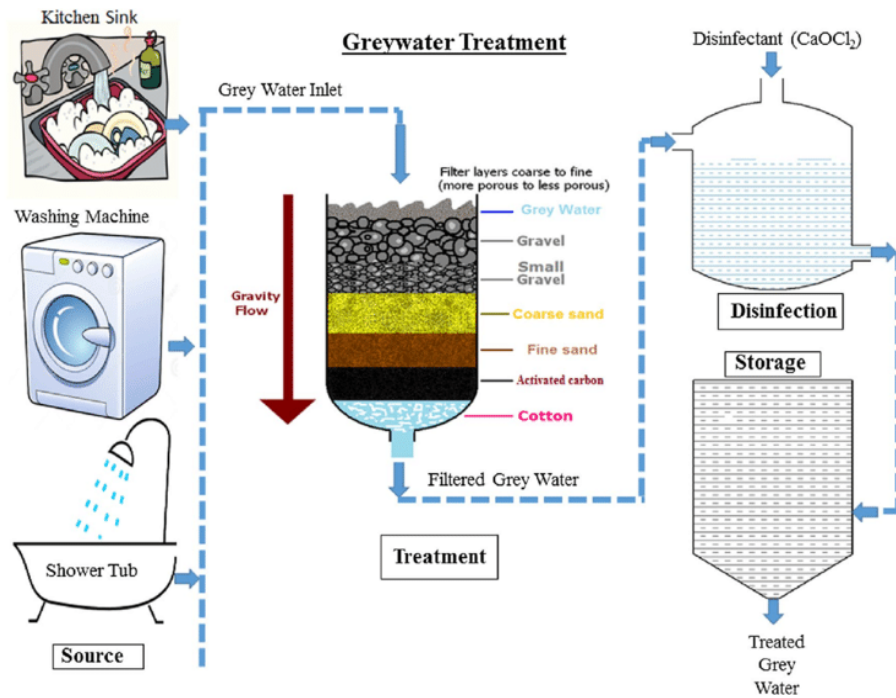 Kitchen Sink
Greywater Treatment
Disinfectant (CaOCl₂)
Grey Water Inlet
Washing Machine
Filter layers coarse to fine
(more porous to less porous)
Grey Water
Gravel
Small
Gravel
Gravity
Flow
Coarse sand
Fine sand
Activated carbon
Cotton
Disinfection
Storage
Filtered Grey Water
Treatment
Shower Tub
Source
Treated
Grey
Water